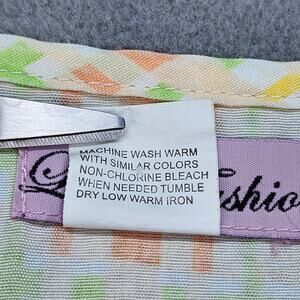 MACHINE WASH WARM
WITH SIMILAR COLORS
NON-CHLORINE BLEACH
WHEN NEEDED TUMBLE
DRY LOW WARM IRON